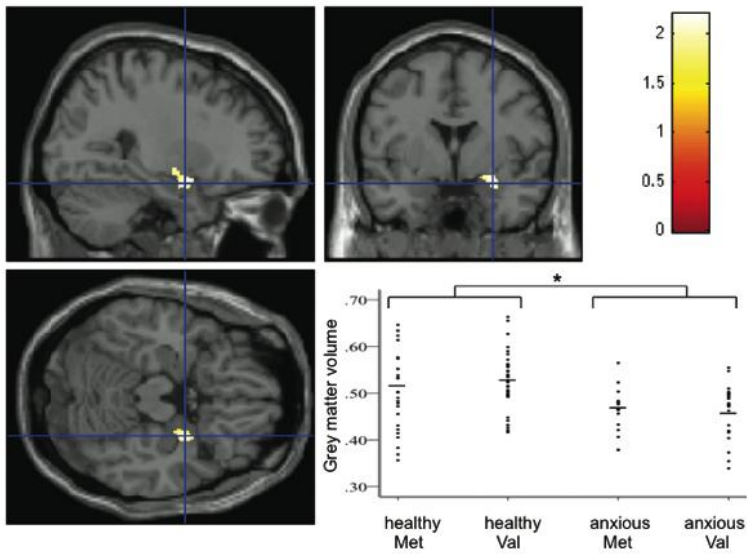 2
1.5
1
0.5
0
*
.70
.60
.50
.40
.30
Grey matter volume
healthy
Met
healthy
Val
anxious
Met
anxious
Val